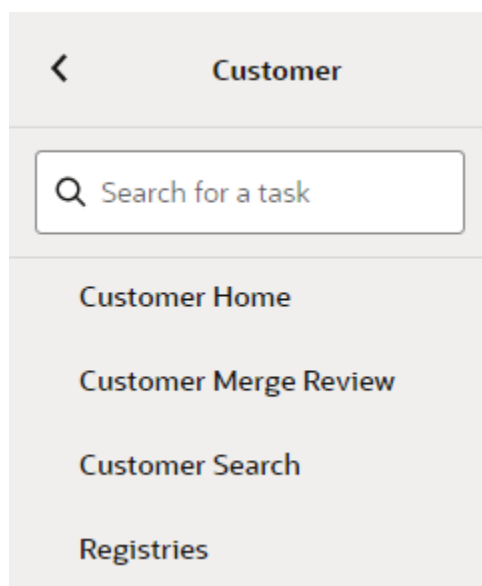 Customer
Search for a task
Customer Home
Customer Merge Review
Customer Search
Registries